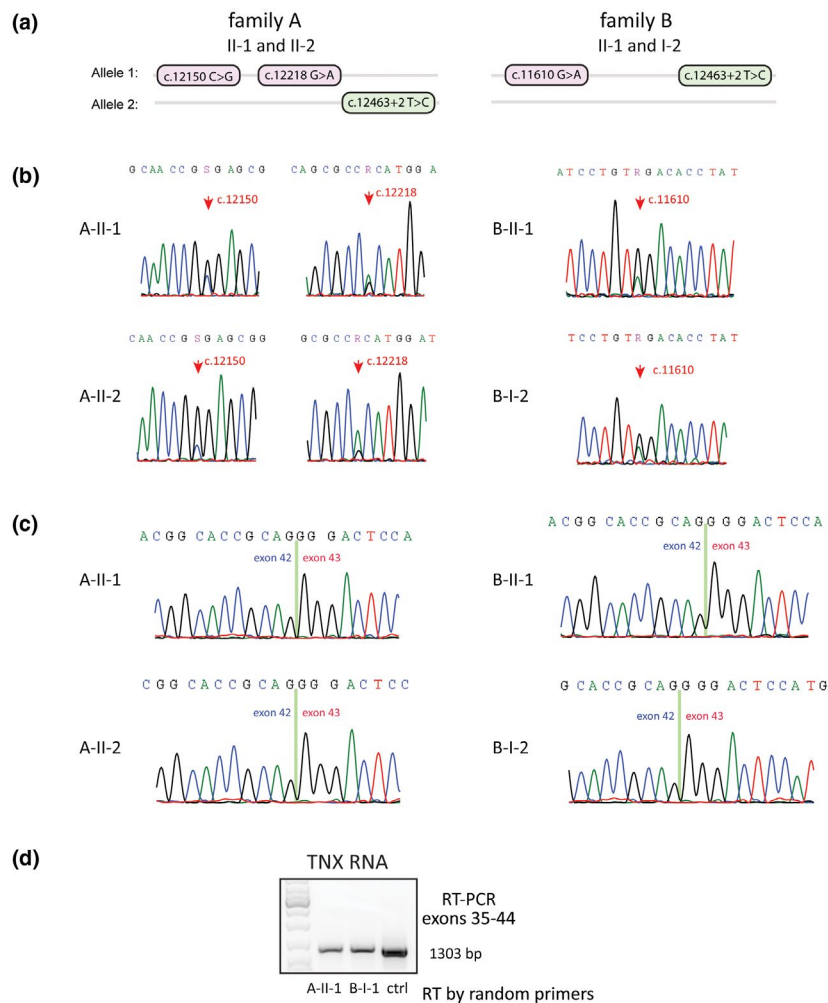 (a)
family A
II-1 and II-2
family B
II-1 and I-2
Allele 1:
c.12150 C>G
c.12218 G>A
c.11610 G>A
c.12463+2 T>C
Allele 2:
c.12463+2 T>C
(b)
G C A A C C G S G A G C G
C A G C G C C R C A T G G A
A T C C T G T R G A C A C C T A T
c.12150
c.12218
c.11610
A-II-1
B-II-1
C A A C C G S G A G C G G
G C G C C R C A T G G A T
T C C T G T R G A C A C C T A T
c.12150
c.12218
c.11610
A-II-2
B-I-2
(c)
A C G G C A C C G C A G G G G A C T C C A
A C G G C A C C G C A G G G G A C T C C A
exon 42
exon 43
exon 42
exon 43
A-II-1
B-II-1
C G G C A C C G C A G G G G A C T C C
G C A C C G C A G G G G A C T C C A T G
exon 42
exon 43
exon 42
exon 43
A-II-2
B-I-2
(d)
TNX RNA
RT-PCR
exons 35-44
1303 bp
A-II-1 B-I-1 ctrl
RT by random primers